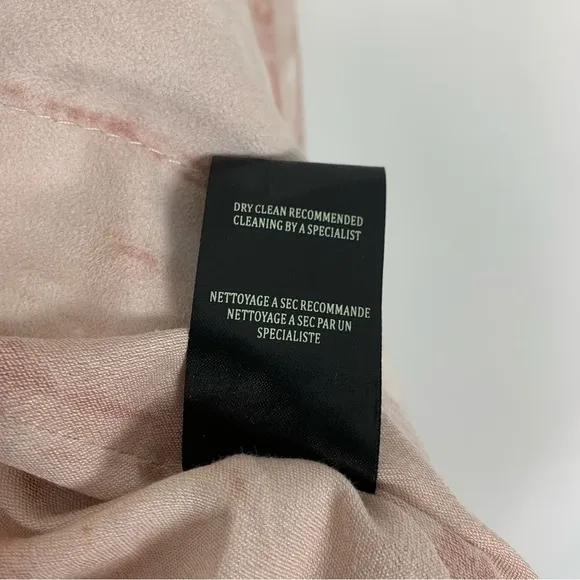 DRY CLEAN RECOMMENDED
CLEANING BY A SPECIALIST
NETTOYAGE A SEC RECOMMANDE
NETTOYAGE A SEC PAR UN
SPECIALISTE